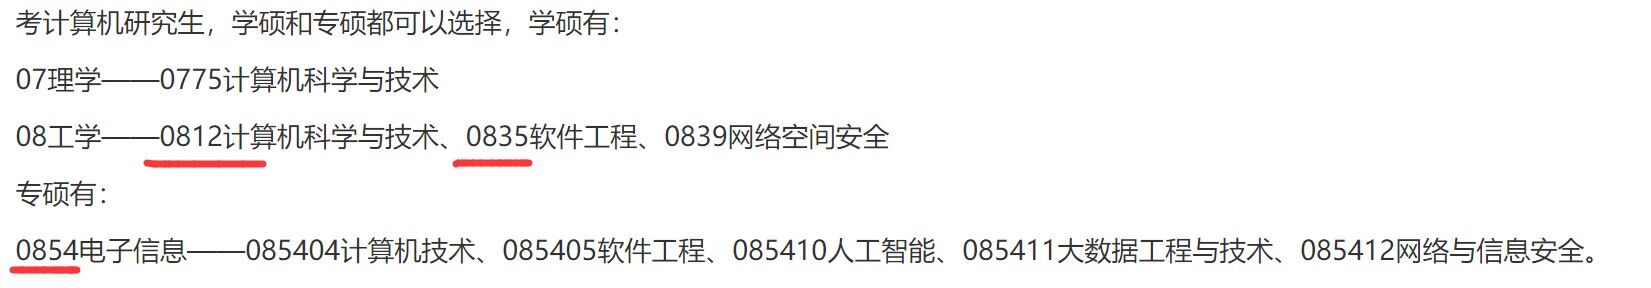 考计算机研究生，学硕和专硕都可以选择，学硕有：
07理学——0775计算机科学与技术
08工学——0812计算机科学与技术、0835软件工程、0839网络空间安全
专硕有：
0854电子信息——085404计算机技术、085405软件工程、085410人工智能、085411大数据工程与技术、085412网络与信息安全。